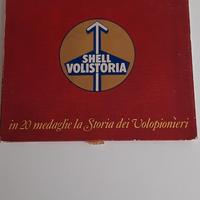 SHELL
VOLISTORIA
in 20 medaglie la Storia dei Volopionieri